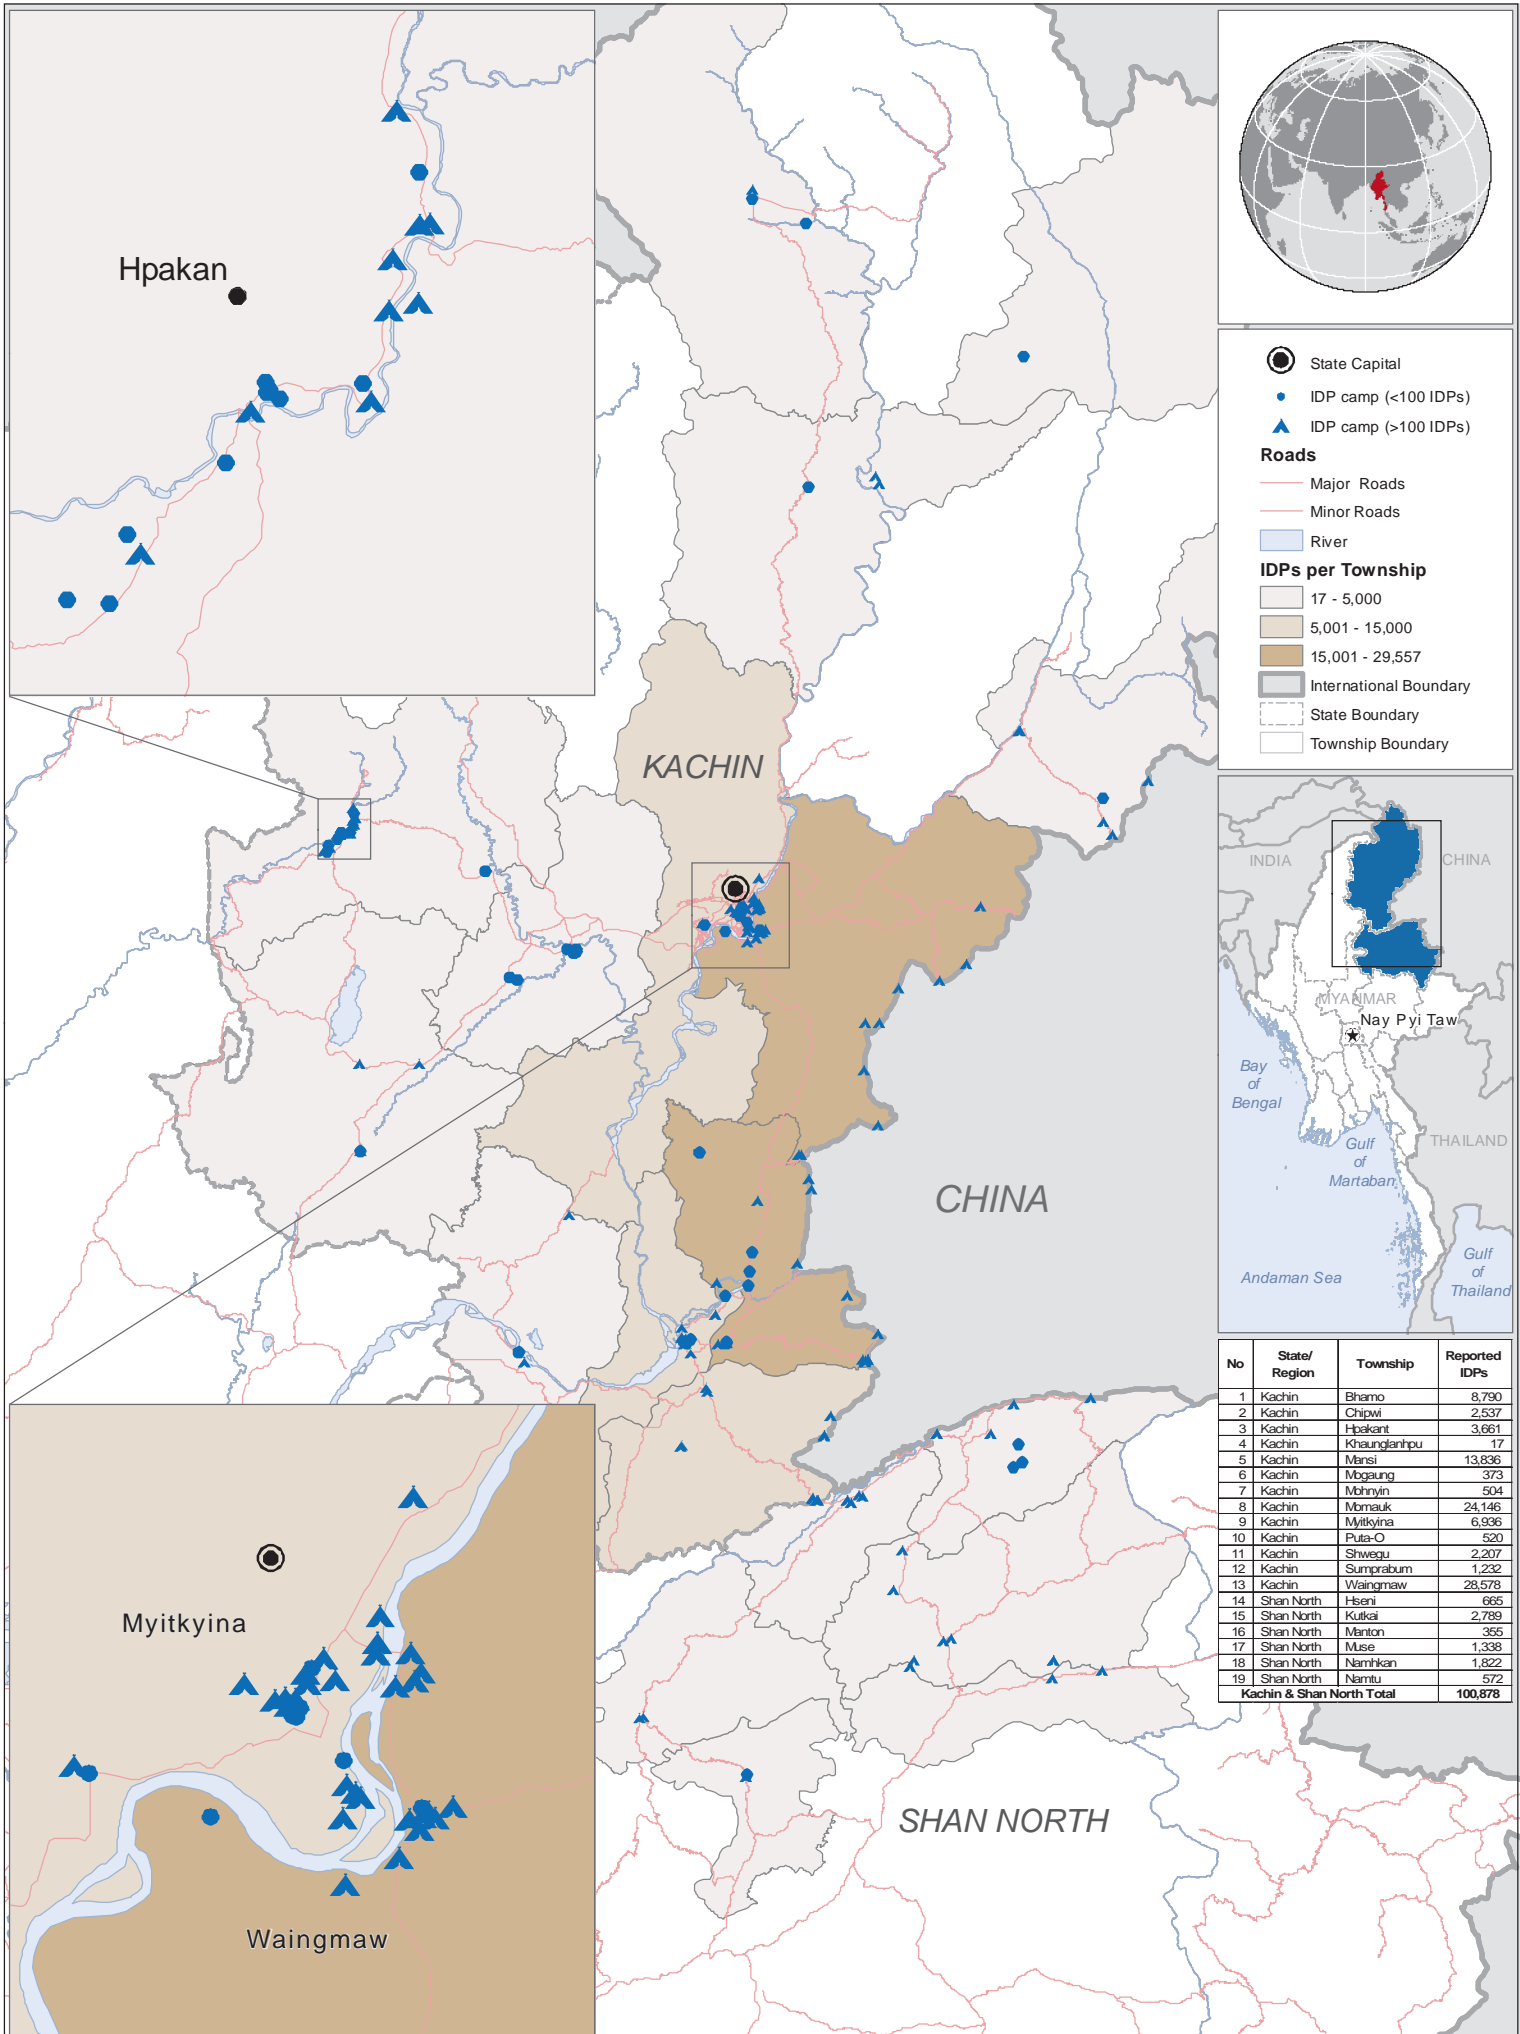 Hpakan
State Capital
IDP camp (<100 IDPs)
IDP camp (>100 IDPs)
Roads
Major Roads
Minor Roads
River
IDPs per Township
17 - 5,000
5,001 - 15,000
15,001 - 29,557
International Boundary
State Boundary
Township Boundary
KACHIN
CHINA
SHAN NORTH
INDIA
CHINA
MYANMAR
Nay Pyi Taw
Bay
of
Bengal
THAILAND
Gulf
of
Martaban
Andaman Sea
Gulf
of
Thailand
Myitkyina
Waingmaw
No State/Region Township Reported IDPs
1 Kachin Bhamo 8,790
2 Kachin Chipwi 2,537
3 Kachin Hpakant 3,661
4 Kachin Khaunglanhpu 17
5 Kachin Mansi 13,836
6 Kachin Mogaung 373
7 Kachin Mohnyin 504
8 Kachin Momauk 24,146
9 Kachin Myitkyina 6,936
10 Kachin Puta-O 520
11 Kachin Shwegu 2,207
12 Kachin Sumprabum 1,232
13 Kachin Waingmaw 28,578
14 Shan North Hseni 665
15 Shan North Kutkai 2,789
16 Shan North Manton 355
17 Shan North Muse 1,338
18 Shan North Namhkan 1,822
19 Shan North Namtu 572
Kachin & Shan North Total 100,878